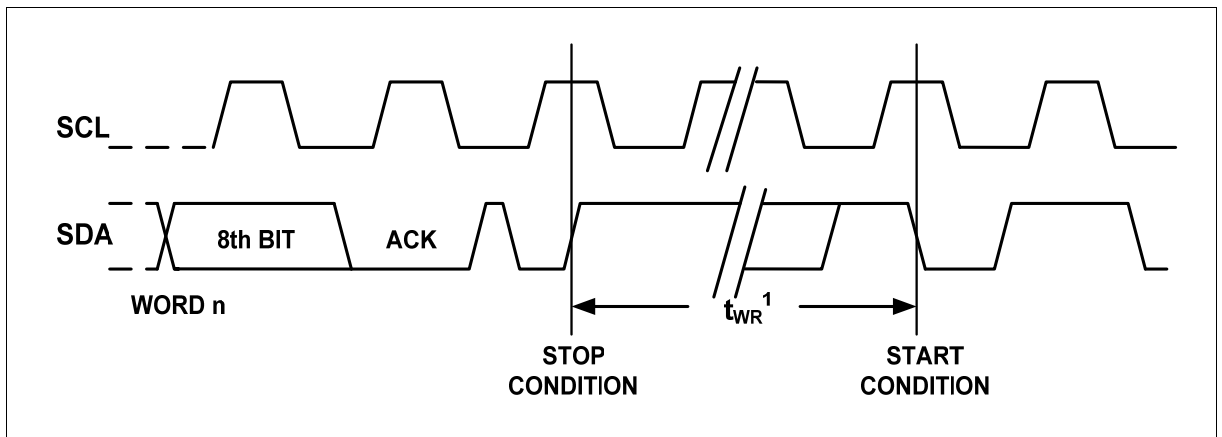 SCL
SDA
8th BIT
ACK
WORD n
tWR1
STOP
CONDITION
START
CONDITION